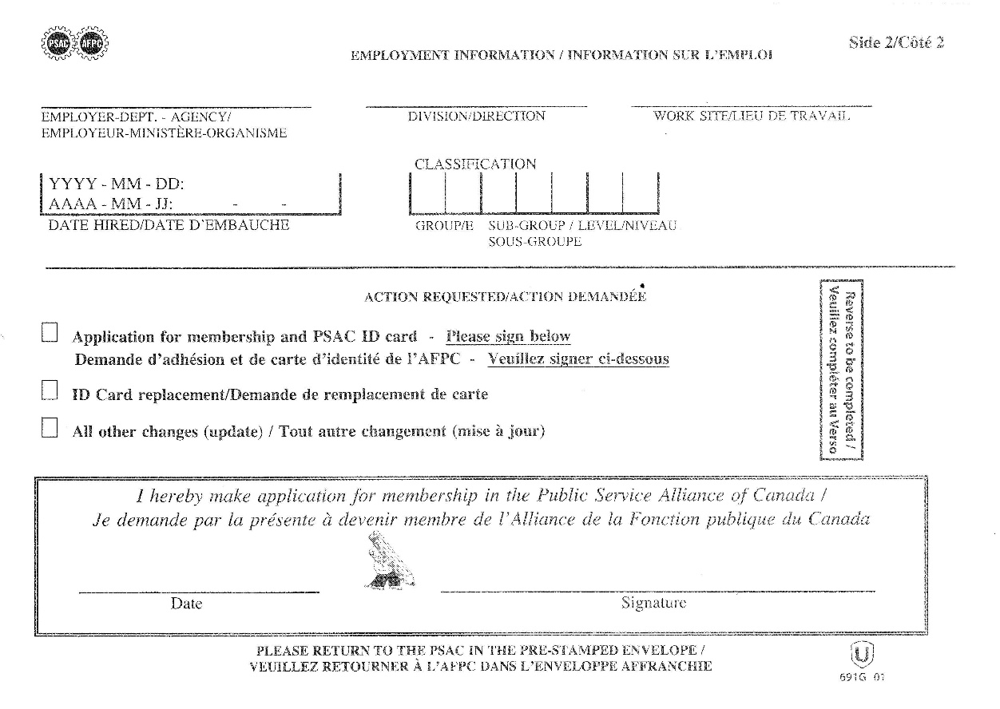 PSAC AFPC
Side 2/Côté 2
EMPLOYMENT INFORMATION / INFORMATION SUR L'EMPLOI
EMPLOYER-DEPT. - AGENCY/
EMPLOYEUR-MINISTÈRE-ORGANISME
DIVISION/DIRECTION
WORK SITE/LIEU DE TRAVAIL
YYYY - MM - DD:
AAAA - MM - JJ: - -
DATE HIRED/DATE D'EMBAUCHE
CLASSIFICATION
GROUP/E SUB-GROUP / LEVEL/NIVEAU
SOUS-GROUPE
ACTION REQUESTED/ACTION DEMANDÉE
Application for membership and PSAC ID card - Please sign below
Demande d'adhésion et de carte d'identité de l'AFPC - Veuillez signer ci-dessous
ID Card replacement/Demande de remplacement de carte
All other changes (update) / Tout autre changement (mise à jour)
Reverse to be completed /
Veuillez compléter au Verso
I hereby make application for membership in the Public Service Alliance of Canada /
Je demande par la présente à devenir membre de l'Alliance de la Fonction publique du Canada
Date
Signature
PLEASE RETURN TO THE PSAC IN THE PRE-STAMPED ENVELOPE /
VEUILLEZ RETOURNER À L'AFPC DANS L'ENVELOPPE AFFRANCHIE
U
691G 01